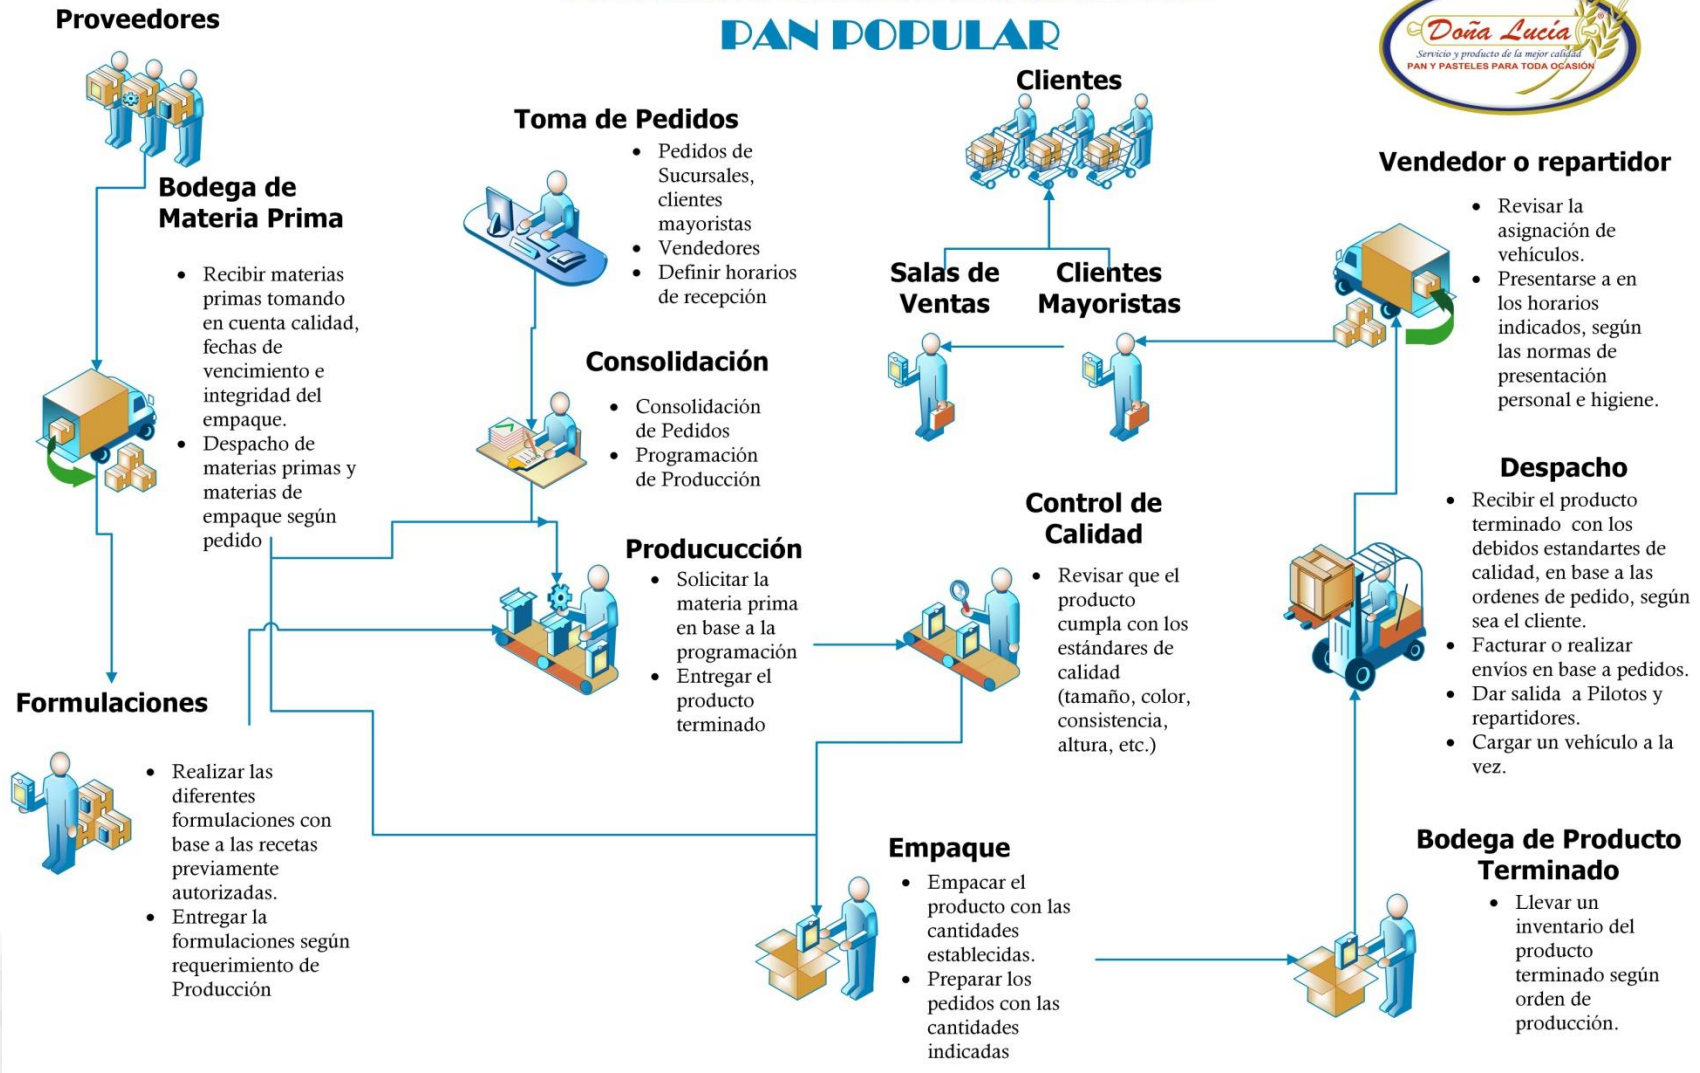 PAN POPULAR
Doña Lucía
®
Servicio y producto de la mejor calidad
PAN Y PASTELES PARA TODA OCASIÓN
Proveedores
Bodega de
Materia Prima
• Recibir materias
primas tomando
en cuenta calidad,
fechas de
vencimiento e
integridad del
empaque.
• Despacho de
materias primas y
materias de
empaque según
pedido
Formulaciones
• Realizar las
diferentes
formulaciones con
base a las recetas
previamente
autorizadas.
• Entregar la
formulaciones según
requerimiento de
Producción
Toma de Pedidos
• Pedidos de
Sucursales,
clientes
mayoristas
• Vendedores
• Definir horarios
de recepción
Consolidación
• Consolidación
de Pedidos
• Programación
de Producción
Producucción
• Solicitar la
materia prima
en base a la
programación
• Entregar el
producto
terminado
Control de
Calidad
• Revisar que el
producto
cumpla con los
estándares de
calidad
(tamaño, color,
consistencia,
altura, etc.)
Empaque
• Empacar el
producto con las
cantidades
establecidas.
• Preparar los
pedidos con las
cantidades
indicadas
Bodega de Producto
Terminado
• Llevar un
inventario del
producto
terminado según
orden de
producción.
Despacho
• Recibir el producto
terminado con los
debidos estandartes de
calidad, en base a las
ordenes de pedido, según
sea el cliente.
• Facturar o realizar
envíos en base a pedidos.
• Dar salida a Pilotos y
repartidores.
• Cargar un vehículo a la
vez.
Vendedor o repartidor
• Revisar la
asignación de
vehículos.
• Presentarse a en
los horarios
indicados, según
las normas de
presentación
personal e higiene.
Clientes
Mayoristas
Salas de
Ventas
Clientes